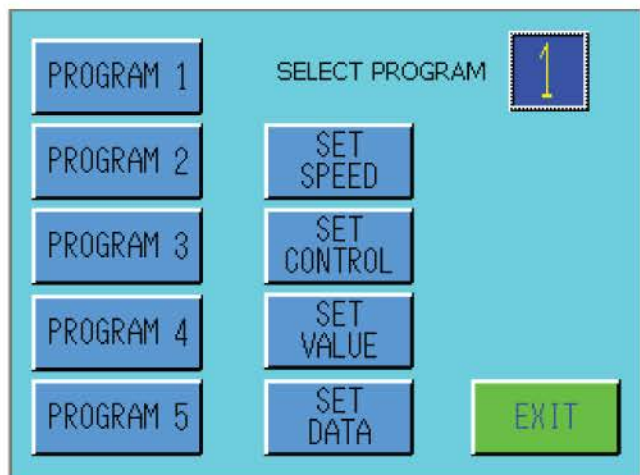 PROGRAM 1
SELECT PROGRAM 1
PROGRAM 2
SET
SPEED
PROGRAM 3
SET
CONTROL
PROGRAM 4
SET
VALUE
PROGRAM 5
SET
DATA
EXIT